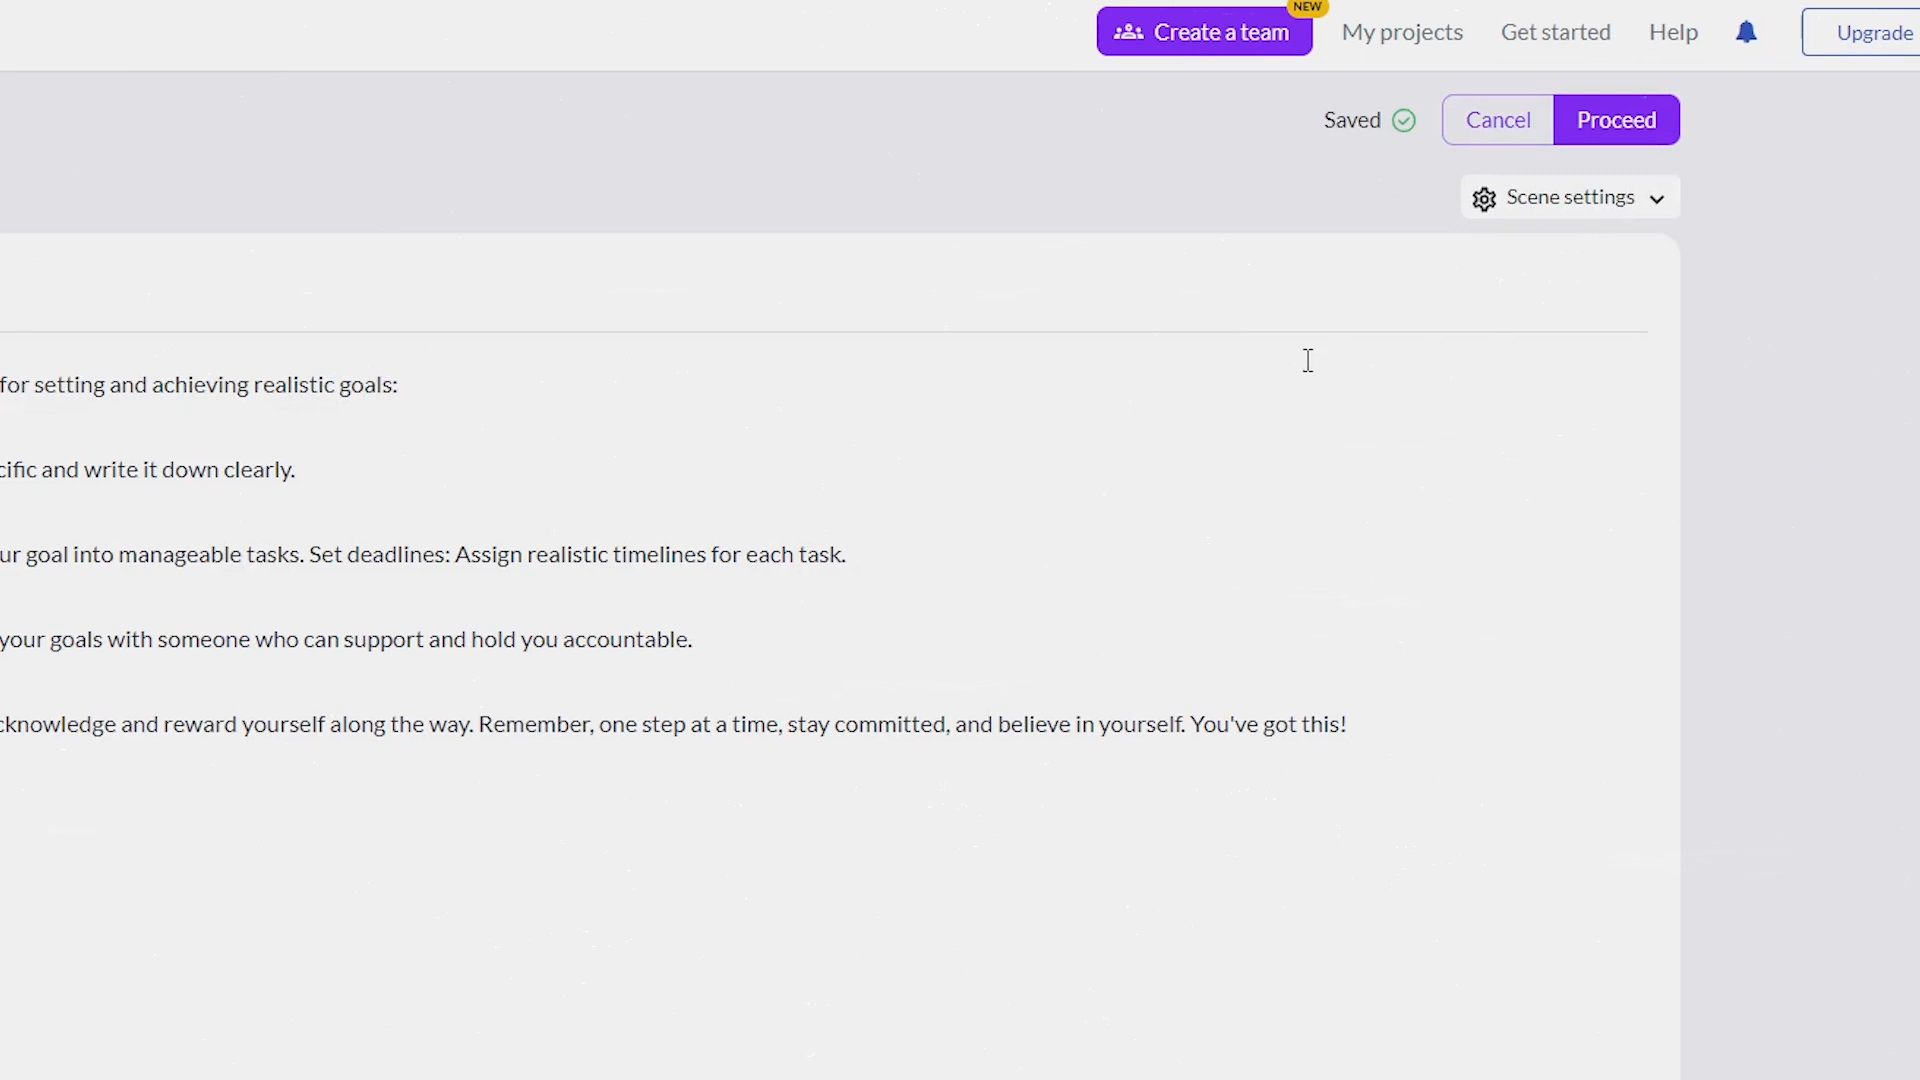 NEW
Create a team My projects Get started Help Upgrade
Saved Cancel Proceed
Scene settings
for setting and achieving realistic goals:
and write it down clearly.
goal into manageable tasks. Set deadlines: Assign realistic timelines for each task.
your goals with someone who can support and hold you accountable.
and reward yourself along the way. Remember, one step at a time, stay committed, and believe in yourself. You've got this!